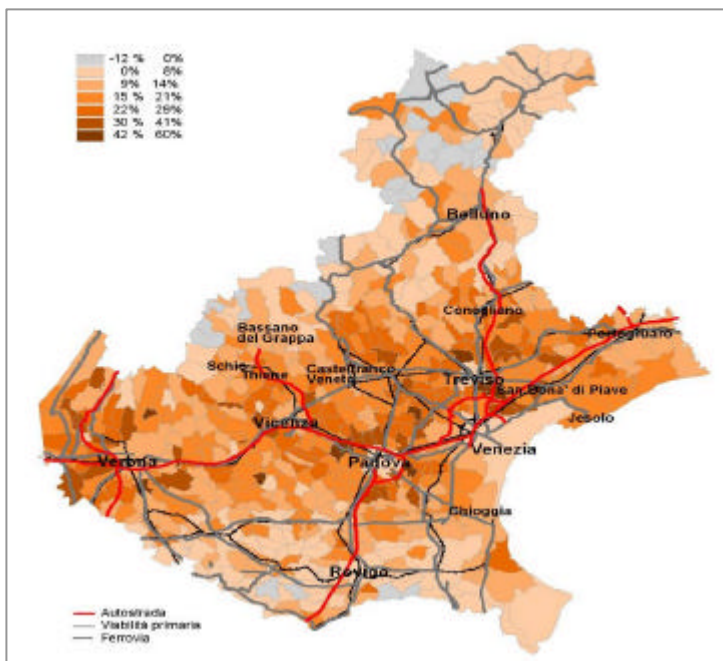 -12 % 0%
0% 8%
9% 14%
15 % 21%
22% 28%
30 % 41%
42 % 60%
Belluno
Conegliano
Portogruaro
Bassano
del Grappa
Schio
Thiene
Castelfranco
Veneto
Treviso
San Dona' di Piave
Jesolo
Vicenza
Venezia
Verona
Padova
Chioggia
Rovigo
Autostrada
Viabilità primaria
Ferrovia